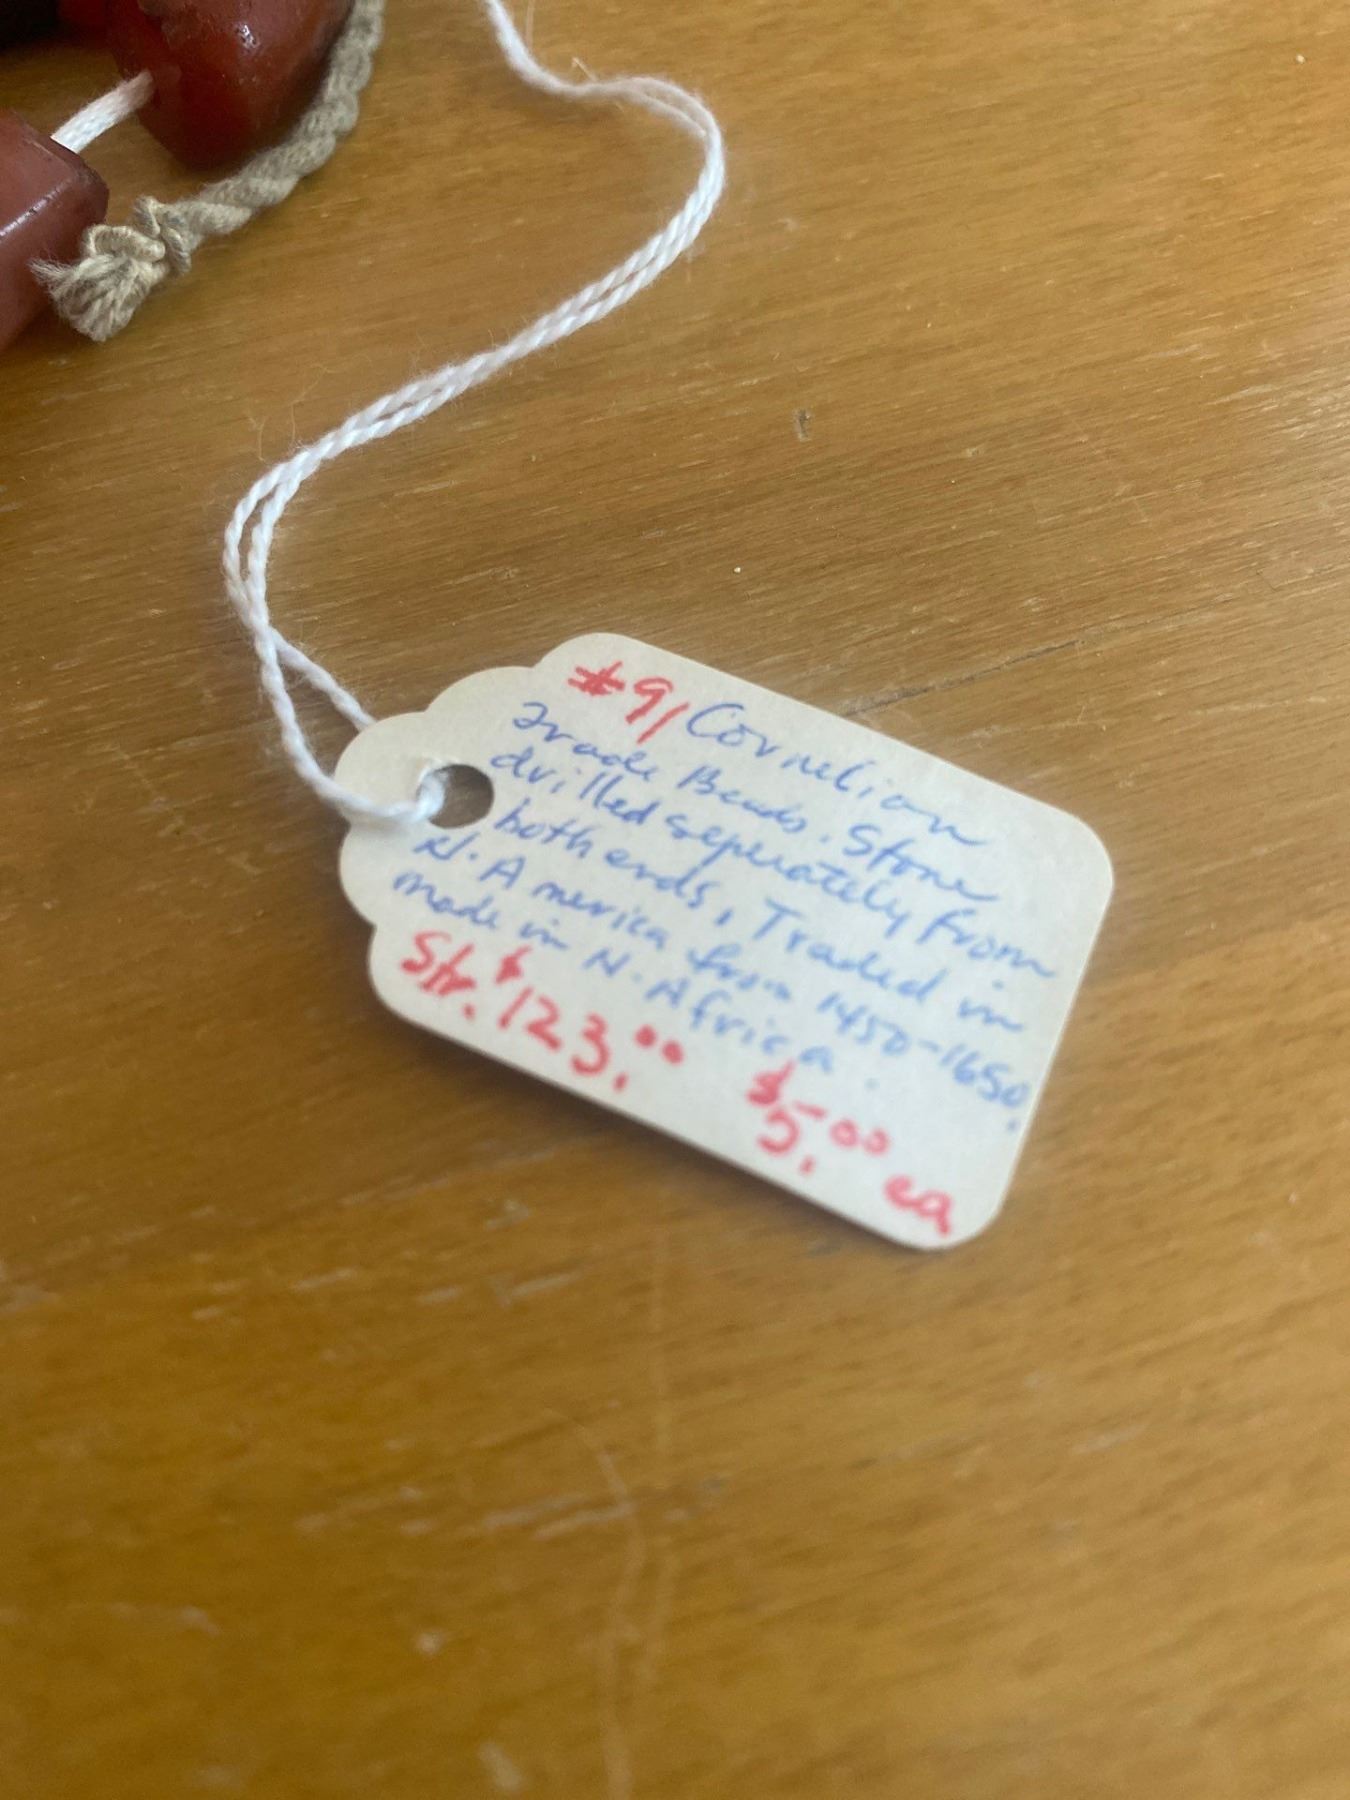 #91 Cornelian
Trade Beads. Stone
drilled seperately from
both ends, Traded in
N. America from 1450-1650.
made in N. Africa.
Str. $123.00 $5.00 ea